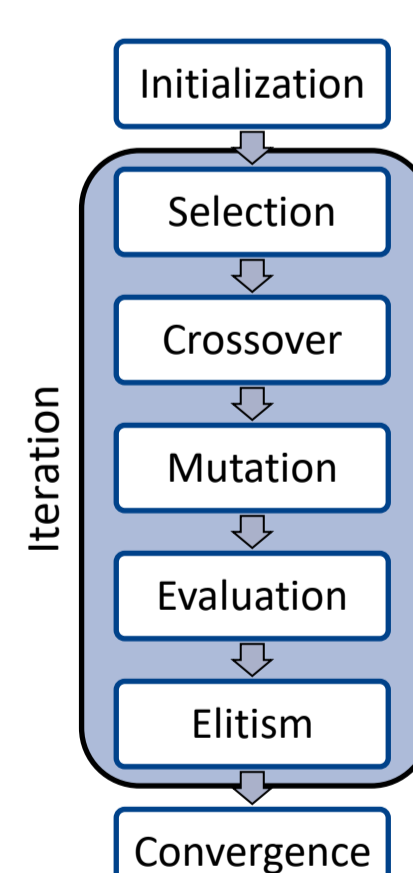 Initialization
Selection
Crossover
Mutation
Evaluation
Elitism
Convergence
Iteration